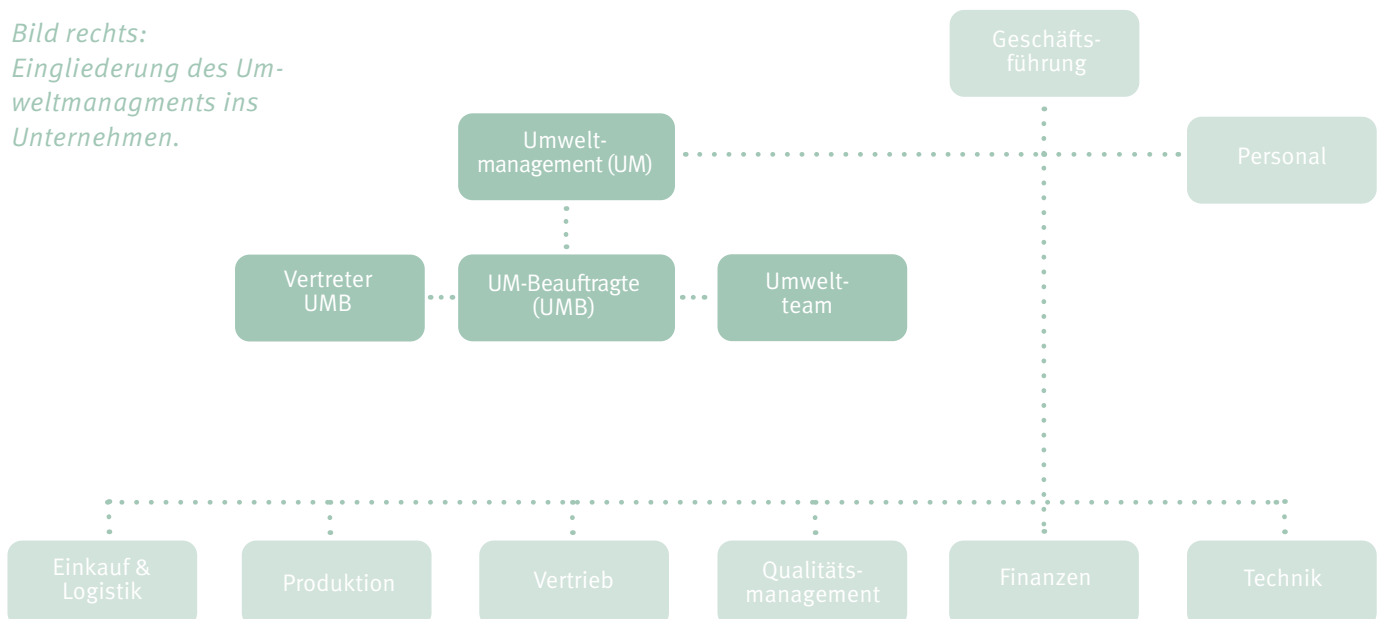 Bild rechts:
Eingliederung des Um-
weltmanagments ins
Unternehmen.
Geschäfts-
führung
Umwelt-
management (UM)
Personal
Vertreter
UMB
UM-Beauftragte
(UMB)
Umwelt-
team
Einkauf &
Logistik
Produktion
Vertrieb
Qualitäts-
management
Finanzen
Technik